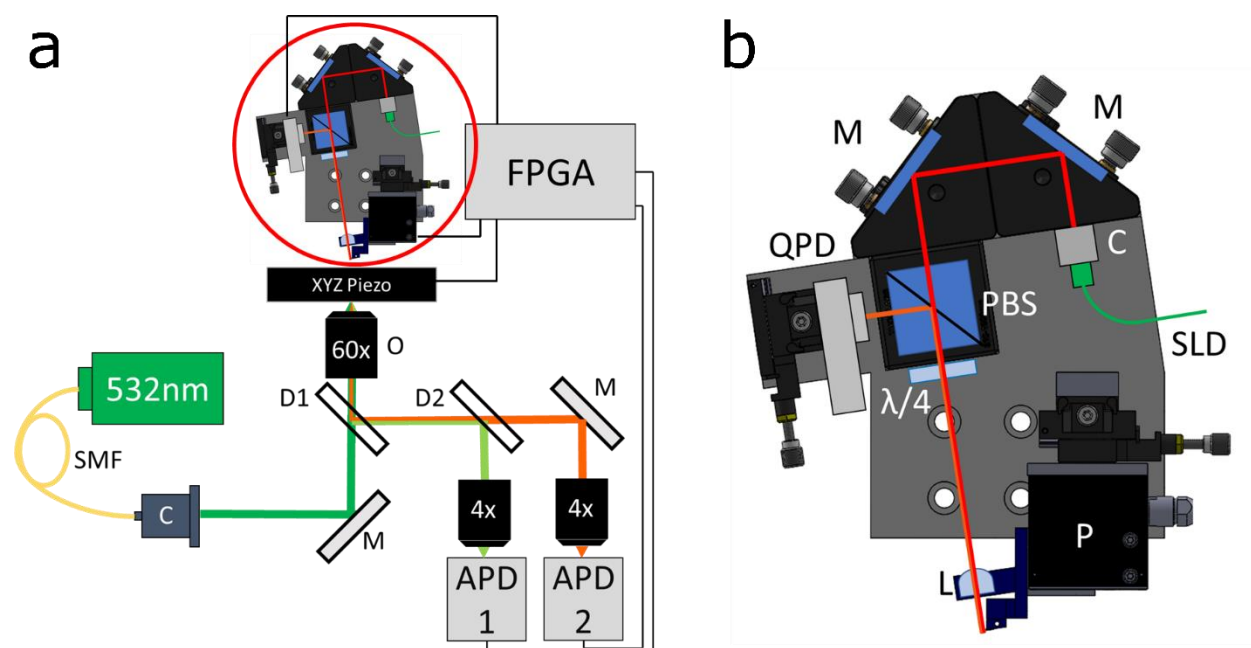 a
FPGA
XYZ Piezo
60x
O
532nm
D1
D2
M
SMF
C
4x
4x
M
APD
1
APD
2
b
M
M
QPD
C
PBS
SLD
λ/4
P
L